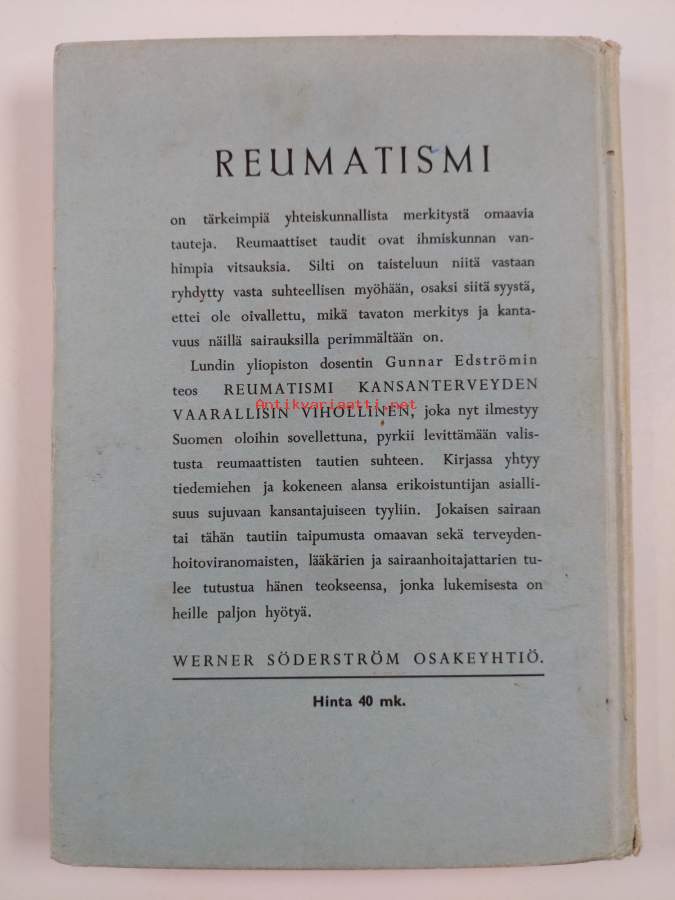 REUMATISMI
on tärkeimpiä yhteiskunnallista merkitystä omaavia
tauteja. Reumaattiset taudit ovat ihmiskunnan van-
himpia vitsauksia. Silti on taisteluun niitä vastaan
ryhdytty vasta suhteellisen myöhään, osaksi siitä syystä,
ettei ole oivallettu, mikä tavaton merkitys ja kanta-
vuus näillä sairauksilla perimmältään on.
Lundin yliopiston dosentin Gunnar Edströmin
teos REUMATISMI KANSANTERVEYDEN
Antikvariaatti.net
VAARALLISIN VIHOLLINEN, joka nyt ilmestyy
Suomen oloihin sovellettuna, pyrkii levittämään valis-
tusta reumaattisten tautien suhteen. Kirjassa yhtyy
tiedemiehen ja kokeneen alansa erikoistuntijan asialli-
suus sujuvaan kansantajuiseen tyyliin. Jokaisen sairaan
tai tähän tautiin taipumusta omaavan sekä terveyden-
hoitoviranomaisten, lääkärien ja sairaanhoitajattarien tu-
lee tutustua hänen teokseensa, jonka lukemisesta on
heille paljon hyötyä.
WERNER SÖDERSTRÖM OSAKEYHTIÖ.
Hinta 40 mk.